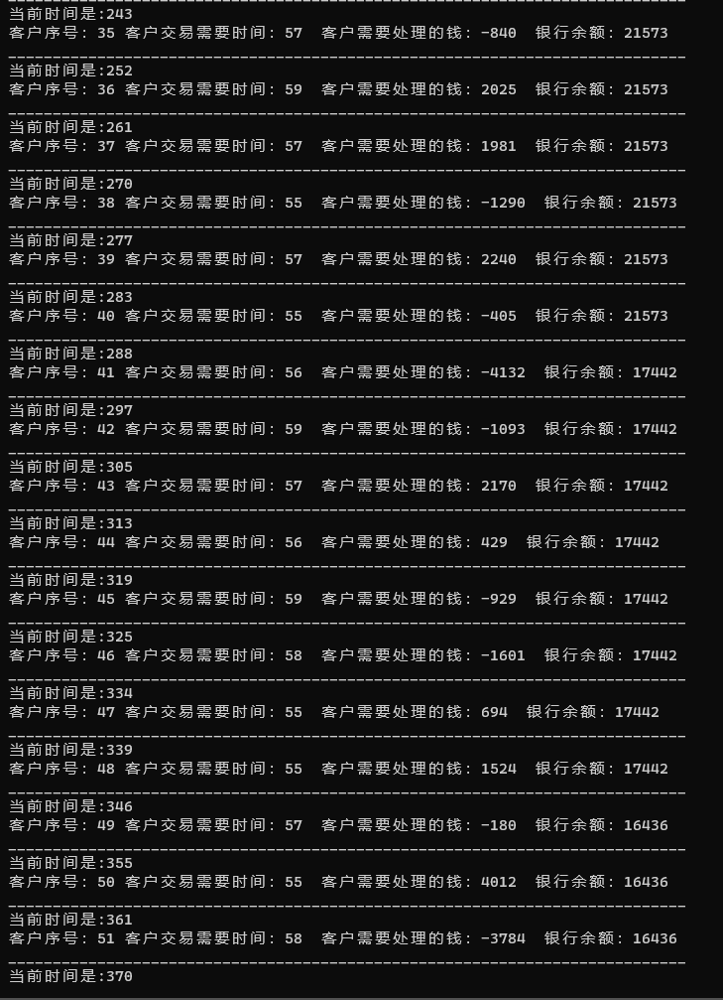 当前时间是:243
客户序号: 35 客户交易需要时间: 57  客户需要处理的钱: -840  银行余额: 21573
____________________________________________________________________________
当前时间是:252
客户序号: 36 客户交易需要时间: 59  客户需要处理的钱: 2025  银行余额: 21573
____________________________________________________________________________
当前时间是:261
客户序号: 37 客户交易需要时间: 57  客户需要处理的钱: 1981  银行余额: 21573
____________________________________________________________________________
当前时间是:270
客户序号: 38 客户交易需要时间: 55  客户需要处理的钱: -1290  银行余额: 21573
____________________________________________________________________________
当前时间是:277
客户序号: 39 客户交易需要时间: 57  客户需要处理的钱: 2240  银行余额: 21573
____________________________________________________________________________
当前时间是:283
客户序号: 40 客户交易需要时间: 55  客户需要处理的钱: -405  银行余额: 21573
____________________________________________________________________________
当前时间是:288
客户序号: 41 客户交易需要时间: 56  客户需要处理的钱: -4132  银行余额: 17442
____________________________________________________________________________
当前时间是:297
客户序号: 42 客户交易需要时间: 59  客户需要处理的钱: -1093  银行余额: 17442
____________________________________________________________________________
当前时间是:305
客户序号: 43 客户交易需要时间: 57  客户需要处理的钱: 2170  银行余额: 17442
____________________________________________________________________________
当前时间是:313
客户序号: 44 客户交易需要时间: 56  客户需要处理的钱: 429  银行余额: 17442
____________________________________________________________________________
当前时间是:319
客户序号: 45 客户交易需要时间: 59  客户需要处理的钱: -929  银行余额: 17442
____________________________________________________________________________
当前时间是:325
客户序号: 46 客户交易需要时间: 58  客户需要处理的钱: -1601  银行余额: 17442
____________________________________________________________________________
当前时间是:334
客户序号: 47 客户交易需要时间: 55  客户需要处理的钱: 694  银行余额: 17442
____________________________________________________________________________
当前时间是:339
客户序号: 48 客户交易需要时间: 55  客户需要处理的钱: 1524  银行余额: 17442
____________________________________________________________________________
当前时间是:346
客户序号: 49 客户交易需要时间: 57  客户需要处理的钱: -180  银行余额: 16436
____________________________________________________________________________
当前时间是:355
客户序号: 50 客户交易需要时间: 55  客户需要处理的钱: 4012  银行余额: 16436
____________________________________________________________________________
当前时间是:361
客户序号: 51 客户交易需要时间: 58  客户需要处理的钱: -3784  银行余额: 16436
____________________________________________________________________________
当前时间是:370